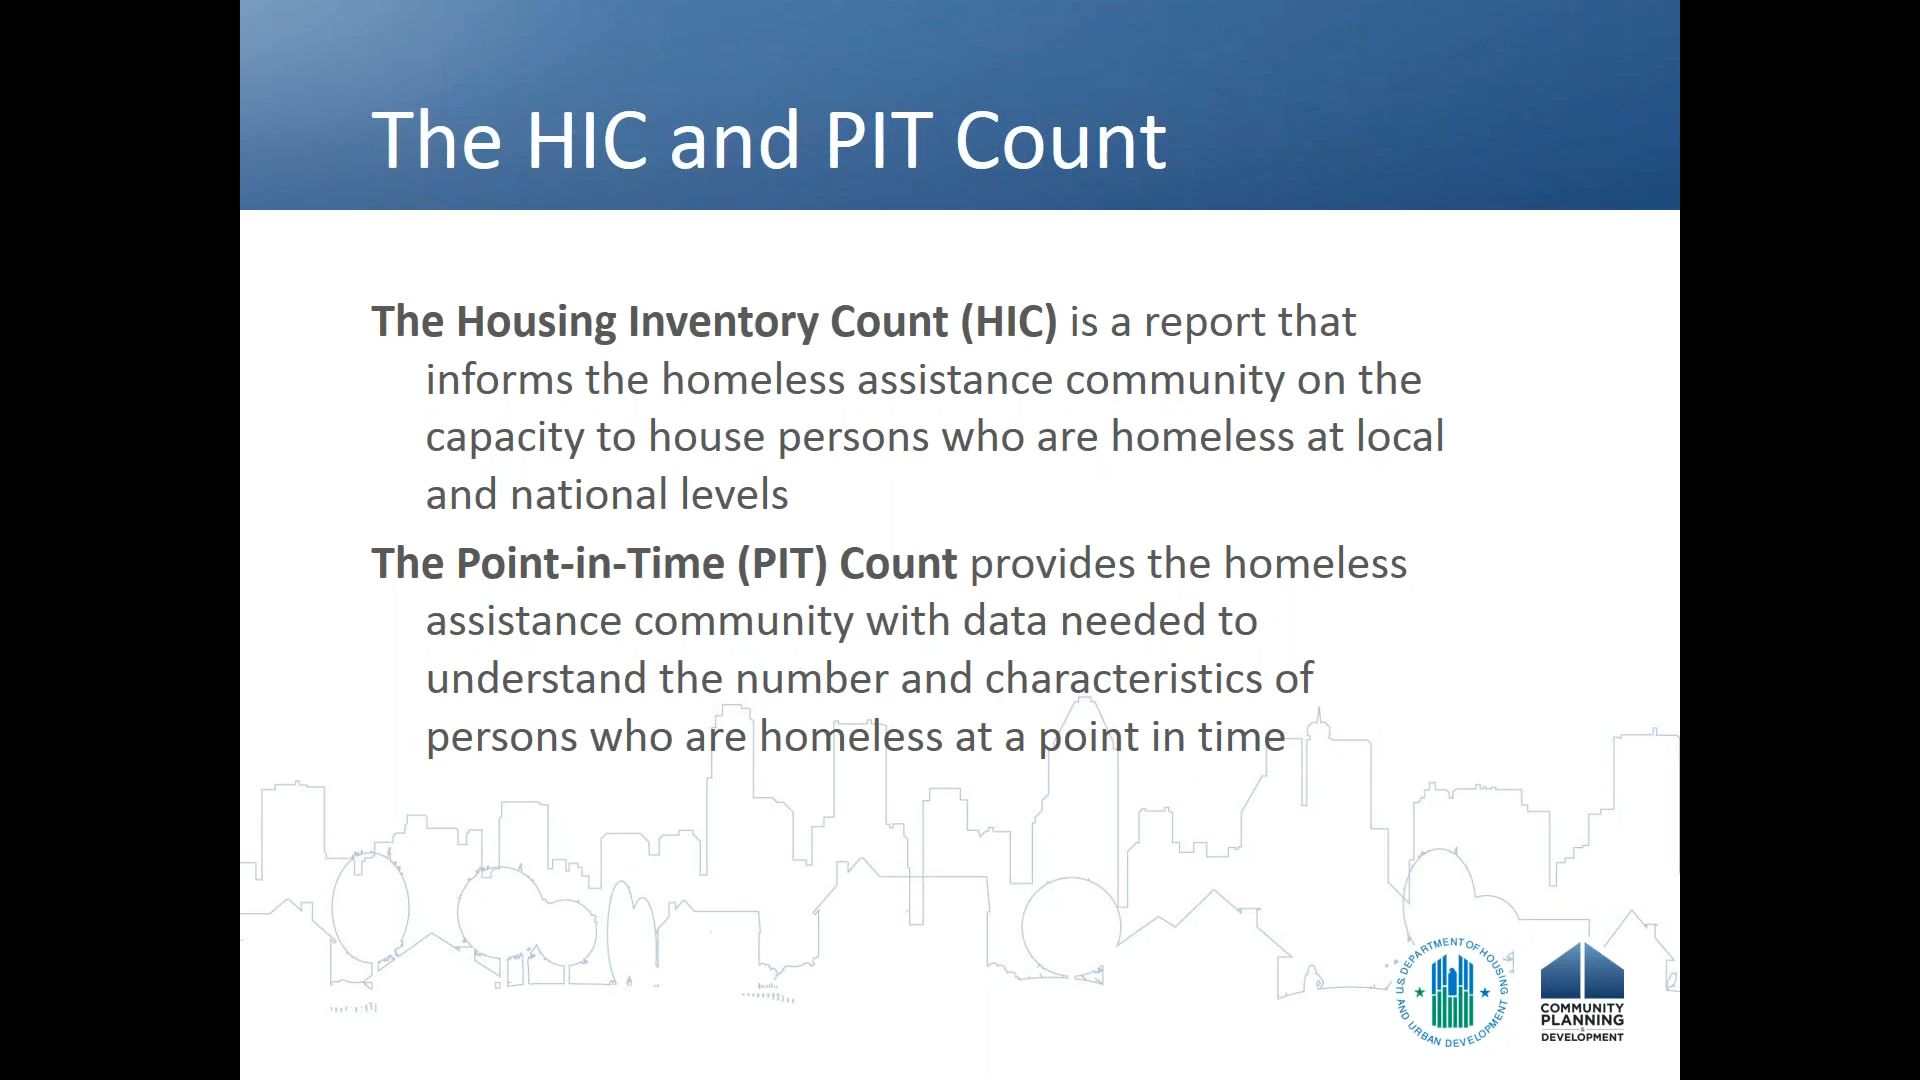 The HIC and PIT Count
The Housing Inventory Count (HIC) is a report that
informs the homeless assistance community on the
capacity to house persons who are homeless at local
and national levels
The Point-in-Time (PIT) Count provides the homeless
assistance community with data needed to
understand the number and characteristics of
persons who are homeless at a point in time
U.S. DEPARTMENT OF HOUSING
AND URBAN DEVELOPMENT
COMMUNITY
PLANNING
&
DEVELOPMENT